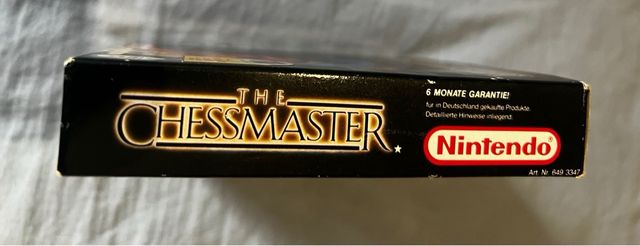 THE
CHESSMASTER
6 MONATE GARANTIE!
für in Deutschland gekaufte Produkte.
Detaillierte Hinweise inliegend.
Nintendo®
Art. Nr. 649 3347